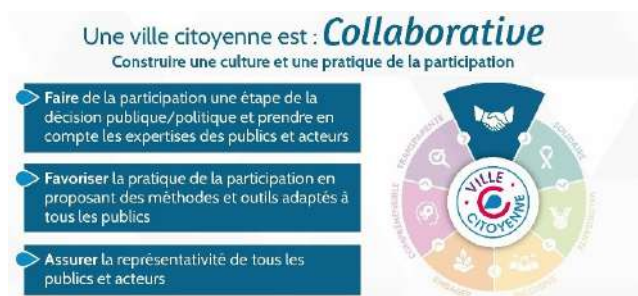 Une ville citoyenne est : Collaborative
Construire une culture et une pratique de la participation
Faire de la participation une étape de la
décision publique/politique et prendre en
compte les expertises des publics et acteurs
Favoriser la pratique de la participation en
proposant des méthodes et outils adaptés à
tous les publics
Assurer la représentativité de tous les
publics et acteurs
TRANSPARENTE
SOLIDAIRE
COMPRÉHENSIBLE
VILLE
CITOYENNE